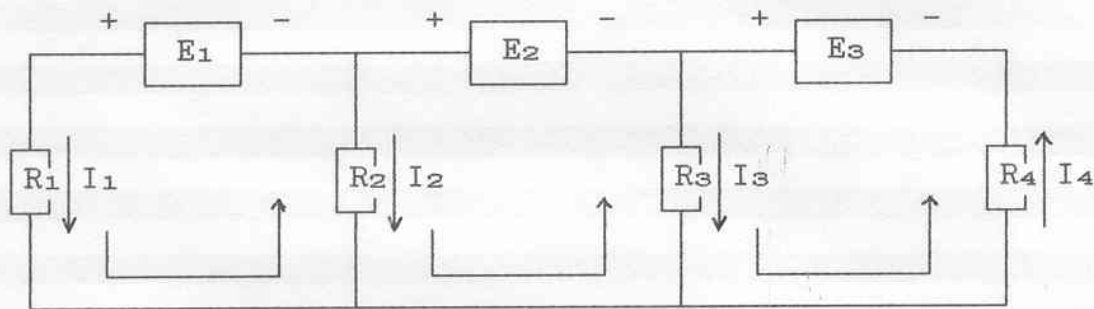 + - + - + -
E1 E2 E3
R1 I1 R2 I2 R3 I3 R4 I4